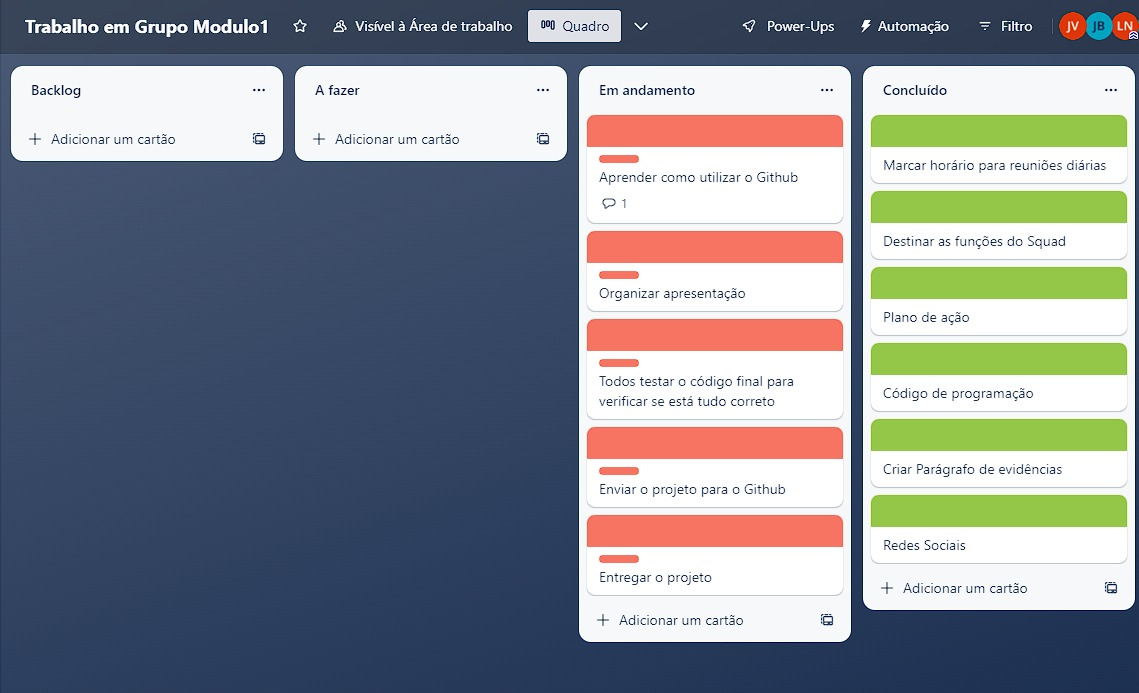 Trabalho em Grupo Modulo1
Visível à Área de trabalho
Quadro
Power-Ups
Automação
Filtro
JV
JB
LN
Backlog
Adicionar um cartão
A fazer
Adicionar um cartão
Em andamento
Aprender como utilizar o Github
1
Organizar apresentação
Todos testar o código final para
verificar se está tudo correto
Enviar o projeto para o Github
Entregar o projeto
Adicionar um cartão
Concluído
Marcar horário para reuniões diárias
Destinar as funções do Squad
Plano de ação
Código de programação
Criar Parágrafo de evidências
Redes Sociais
Adicionar um cartão